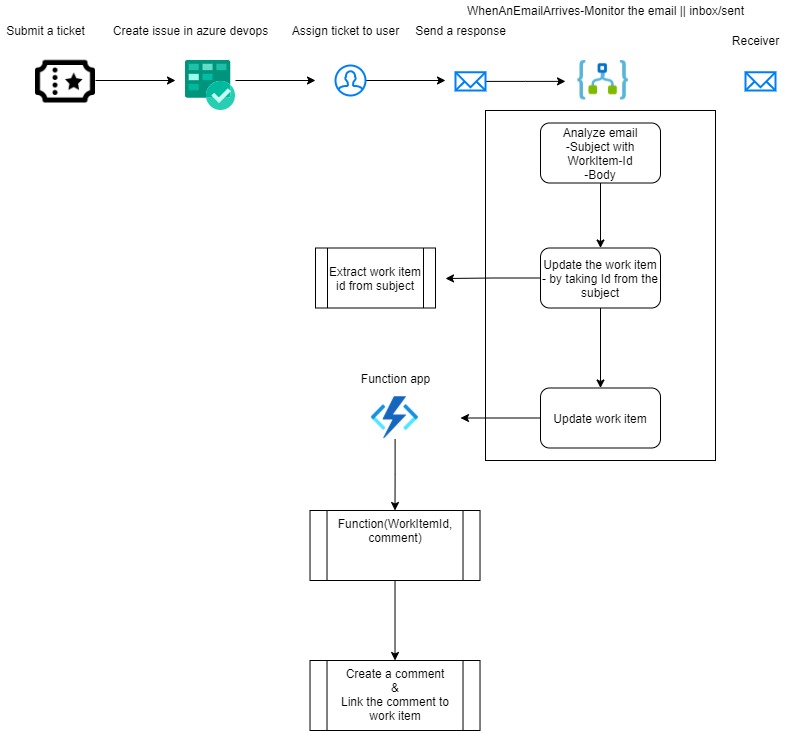 WhenAnEmailArrives-Monitor the email || inbox/sent
Submit a ticket
Create issue in azure devops
Assign ticket to user
Send a response
Receiver
Analyze email
-Subject with
WorkItem-Id
-Body
Update the work item
- by taking Id from the
subject
Extract work item
id from subject
Function app
Update work item
Function(WorkItemId,
comment)
Create a comment
&
Link the comment to
work item